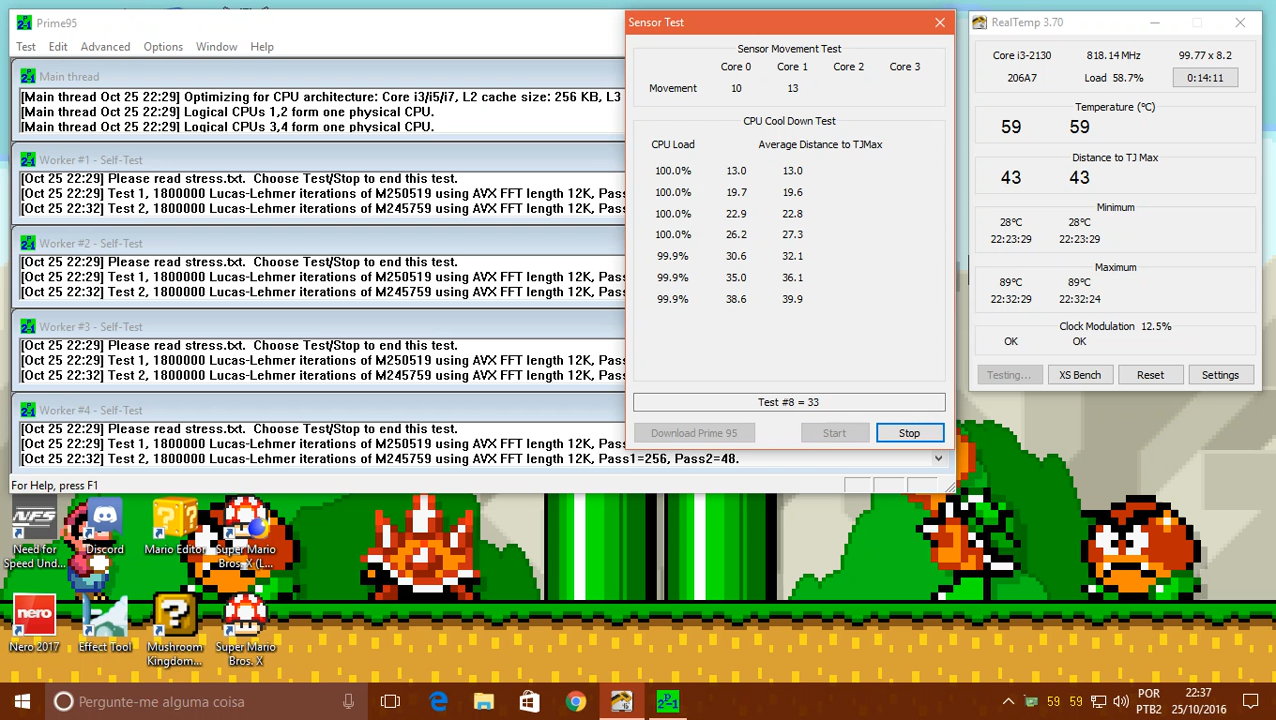 Prime95
Test Edit Advanced Options Window Help
Main thread
[Main thread Oct 25 22:29] Optimizing for CPU architecture: Core i3/i5/i7, L2 cache size: 256 KB, L3
[Main thread Oct 25 22:29] Logical CPUs 1,2 form one physical CPU.
[Main thread Oct 25 22:29] Logical CPUs 3,4 form one physical CPU.
Worker #1 - Self-Test
[Oct 25 22:29] Please read stress.txt. Choose Test/Stop to end this test.
[Oct 25 22:29] Test 1, 1800000 Lucas-Lehmer iterations of M250519 using AVX FFT length 12K, Pass
[Oct 25 22:32] Test 2, 1800000 Lucas-Lehmer iterations of M245759 using AVX FFT length 12K, Pass
Worker #2 - Self-Test
[Oct 25 22:29] Please read stress.txt. Choose Test/Stop to end this test.
[Oct 25 22:29] Test 1, 1800000 Lucas-Lehmer iterations of M250519 using AVX FFT length 12K, Pass
[Oct 25 22:32] Test 2, 1800000 Lucas-Lehmer iterations of M245759 using AVX FFT length 12K, Pass
Worker #3 - Self-Test
[Oct 25 22:29] Please read stress.txt. Choose Test/Stop to end this test.
[Oct 25 22:29] Test 1, 1800000 Lucas-Lehmer iterations of M250519 using AVX FFT length 12K, Pass
[Oct 25 22:32] Test 2, 1800000 Lucas-Lehmer iterations of M245759 using AVX FFT length 12K, Pass
Worker #4 - Self-Test
[Oct 25 22:29] Please read stress.txt. Choose Test/Stop to end this test.
[Oct 25 22:29] Test 1, 1800000 Lucas-Lehmer iterations of M250519 using AVX FFT length 12K, Pass
[Oct 25 22:32] Test 2, 1800000 Lucas-Lehmer iterations of M245759 using AVX FFT length 12K, Pass1=256, Pass2=48.
For Help, press F1
Sensor Test
Sensor Movement Test
Core 0 Core 1 Core 2 Core 3
Movement 10 13
CPU Cool Down Test
CPU Load Average Distance to TJMax
100.0% 13.0 13.0
100.0% 19.7 19.6
100.0% 22.9 22.8
100.0% 26.2 27.3
99.9% 30.6 32.1
99.9% 35.0 36.1
99.9% 38.6 39.9
Test #8 = 33
Download Prime 95 Start Stop
RealTemp 3.70
Core i3-2130 818.14 MHz 99.77 x 8.2
206A7 Load 58.7% 0:14:11
Temperature (°C)
59 59
Distance to TJ Max
43 43
Minimum
28°C 28°C
22:23:29 22:23:29
Maximum
89°C 89°C
22:32:29 22:32:24
Clock Modulation 12.5%
OK OK
Testing... XS Bench Reset Settings
NFS
Need for Speed Und...
Discord
Mario Editor
Super Mario Bros. X (L...
nero
Nero 2017
Effect Tool
Mushroom Kingdom...
Super Mario Bros. X
Pergunte-me alguma coisa
59 59
POR
PTB2
22:37
25/10/2016